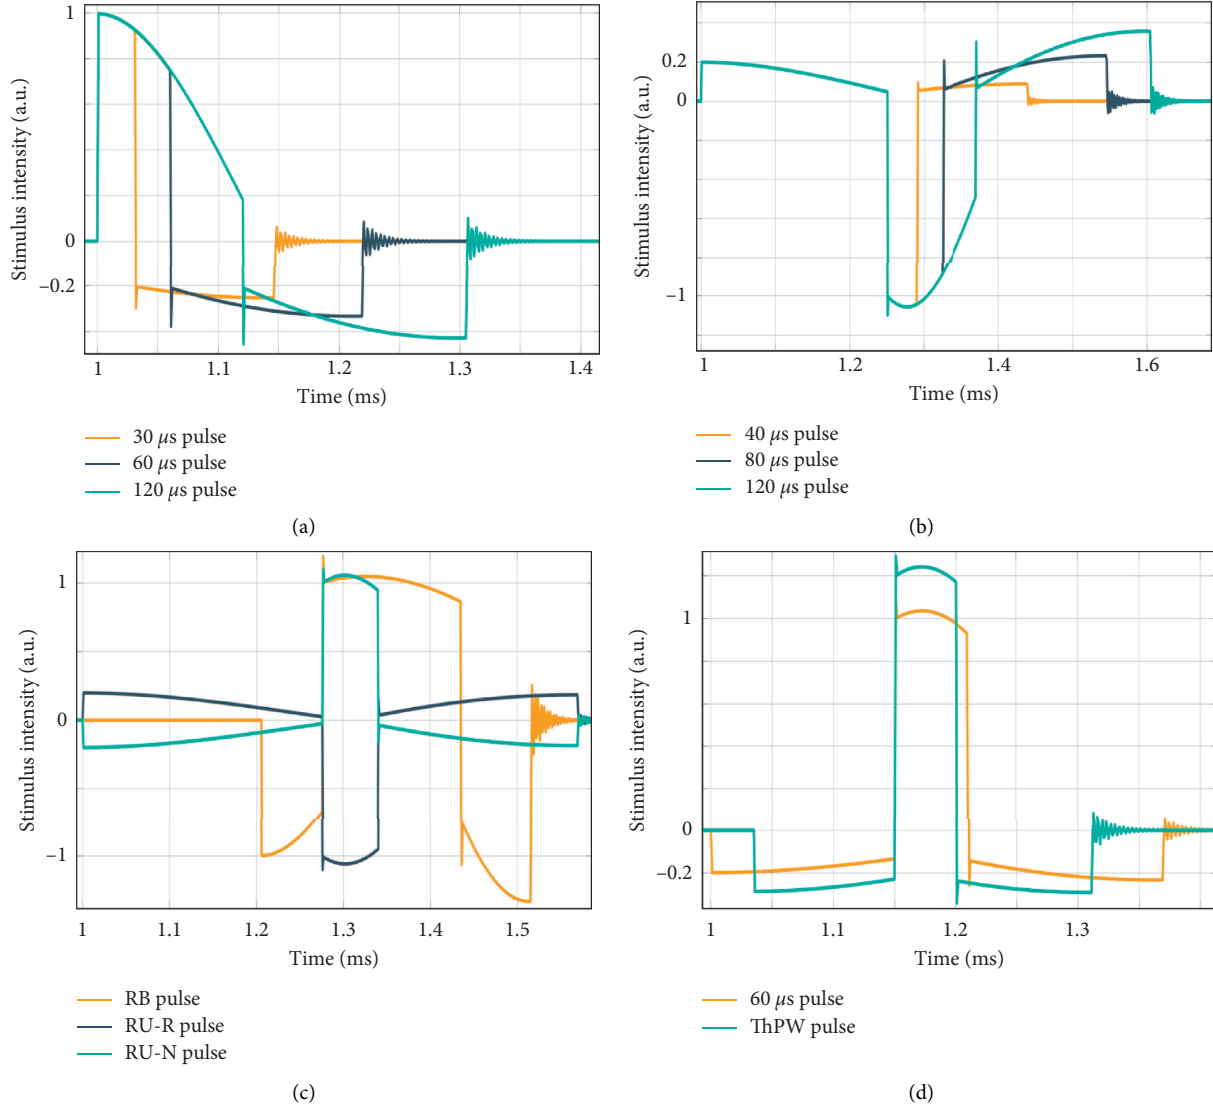 1
0
−0.2
Stimulus intensity (a.u.)
1
1.1
1.2
1.3
1.4
Time (ms)
30 μs pulse
60 μs pulse
120 μs pulse
(a)
0.2
0
−1
Stimulus intensity (a.u.)
1
1.2
1.4
1.6
Time (ms)
40 μs pulse
80 μs pulse
120 μs pulse
(b)
1
0
−1
Stimulus intensity (a.u.)
1
1.1
1.2
1.3
1.4
1.5
Time (ms)
RB pulse
RU-R pulse
RU-N pulse
(c)
1
0
−0.2
Stimulus intensity (a.u.)
1
1.1
1.2
1.3
Time (ms)
60 μs pulse
ThPW pulse
(d)